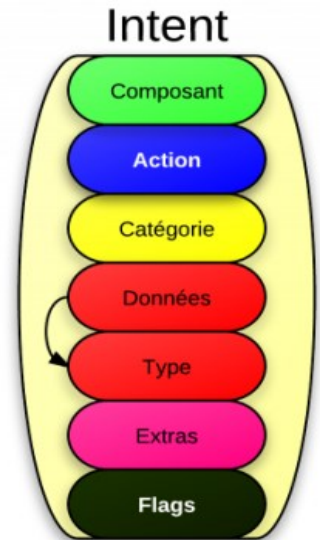 Intent
Composant
Action
Catégorie
Données
Type
Extras
Flags